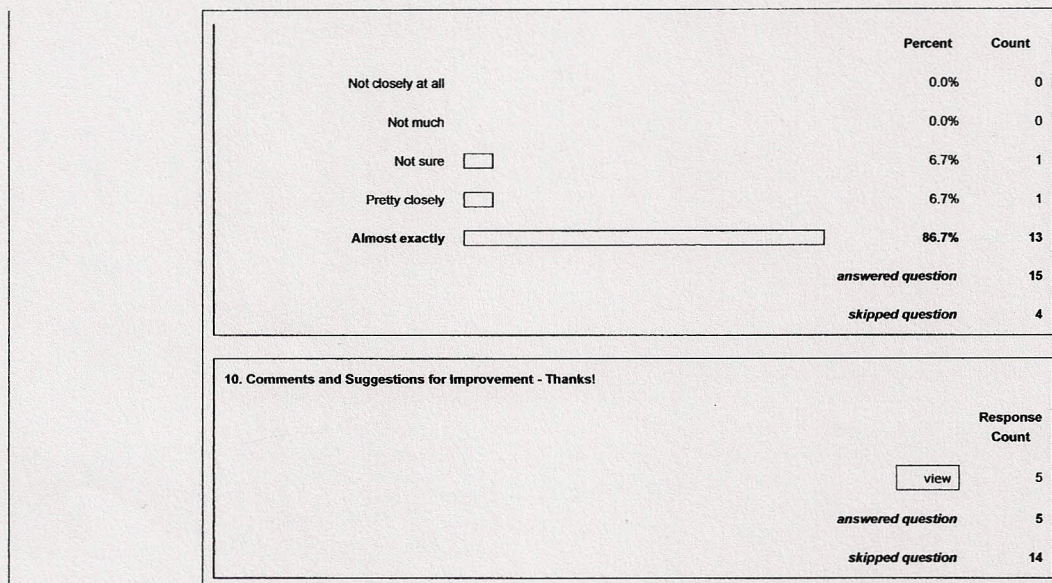 Percent Count
Not closely at all 0.0% 0
Not much 0.0% 0
Not sure 6.7% 1
Pretty closely 6.7% 1
Almost exactly 86.7% 13
answered question 15
skipped question 4
10. Comments and Suggestions for Improvement - Thanks!
Response
Count
view 5
answered question 5
skipped question 14